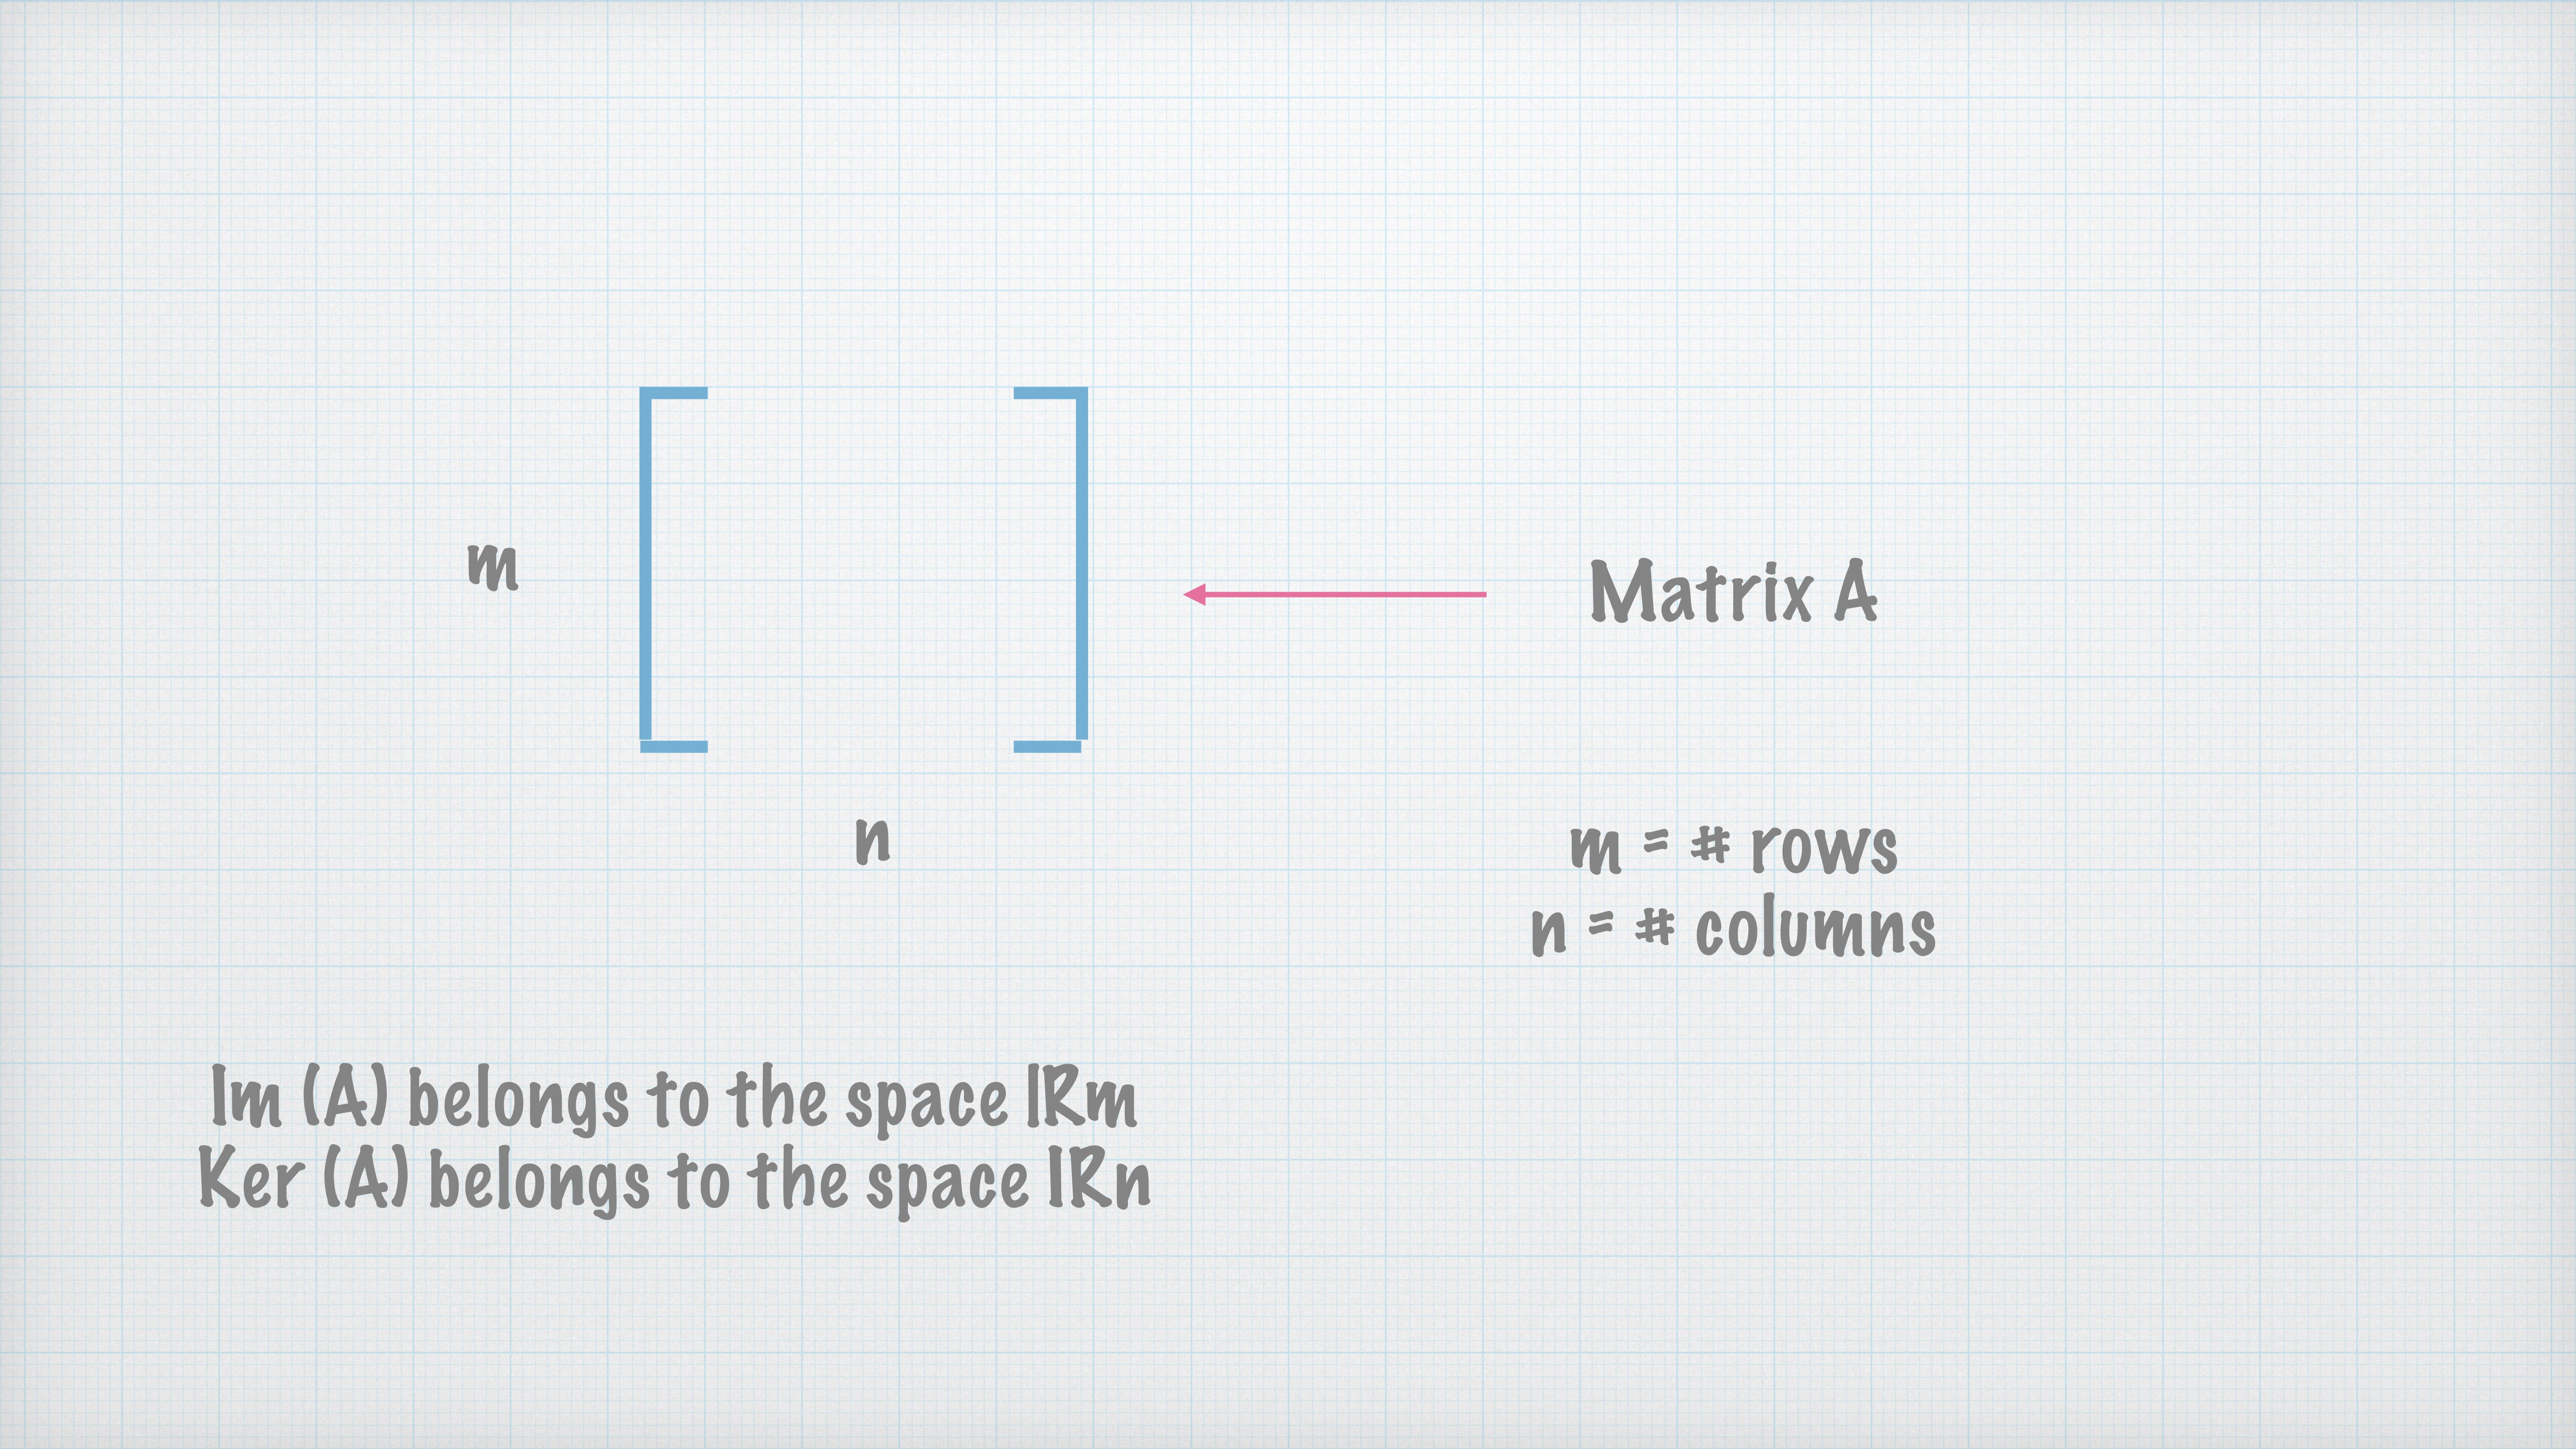 m
Matrix A
n
m = # rows
n = # columns
Im (A) belongs to the space IRm
Ker (A) belongs to the space IRn